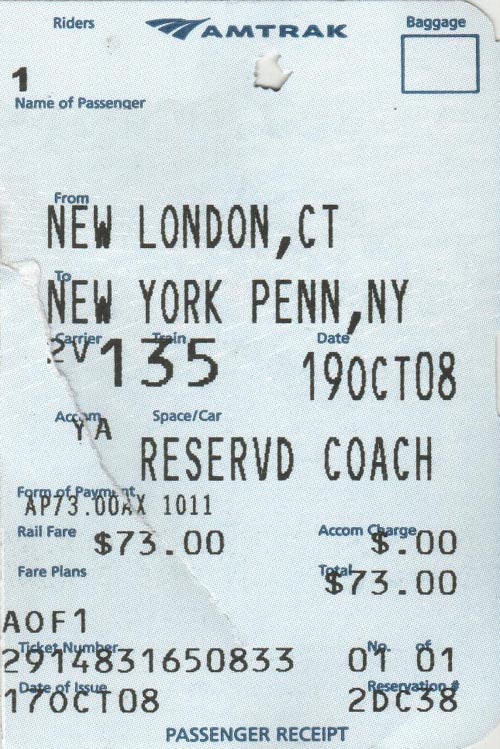 Riders
AMTRAK
Baggage
1
Name of Passenger
From
NEW LONDON,CT
To
NEW YORK PENN,NY
Carrier Train Date
2V 135 19OCT08
Accom Space/Car
YA RESERVD COACH
Form of Payment
AP73.00AX 1011
Rail Fare $73.00 Accom Charge $.00
Fare Plans Total $73.00
AOF1
Ticket Number No. of
2914831650833 01 01
Date of Issue Reservation #
17OCT08 2DC38
PASSENGER RECEIPT